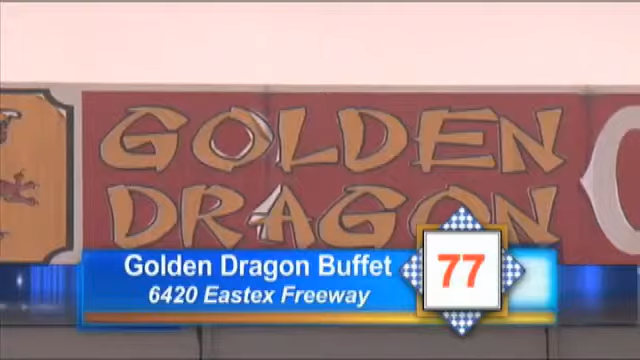 GOLDEN
DRAGON
Golden Dragon Buffet
6420 Eastex Freeway
77